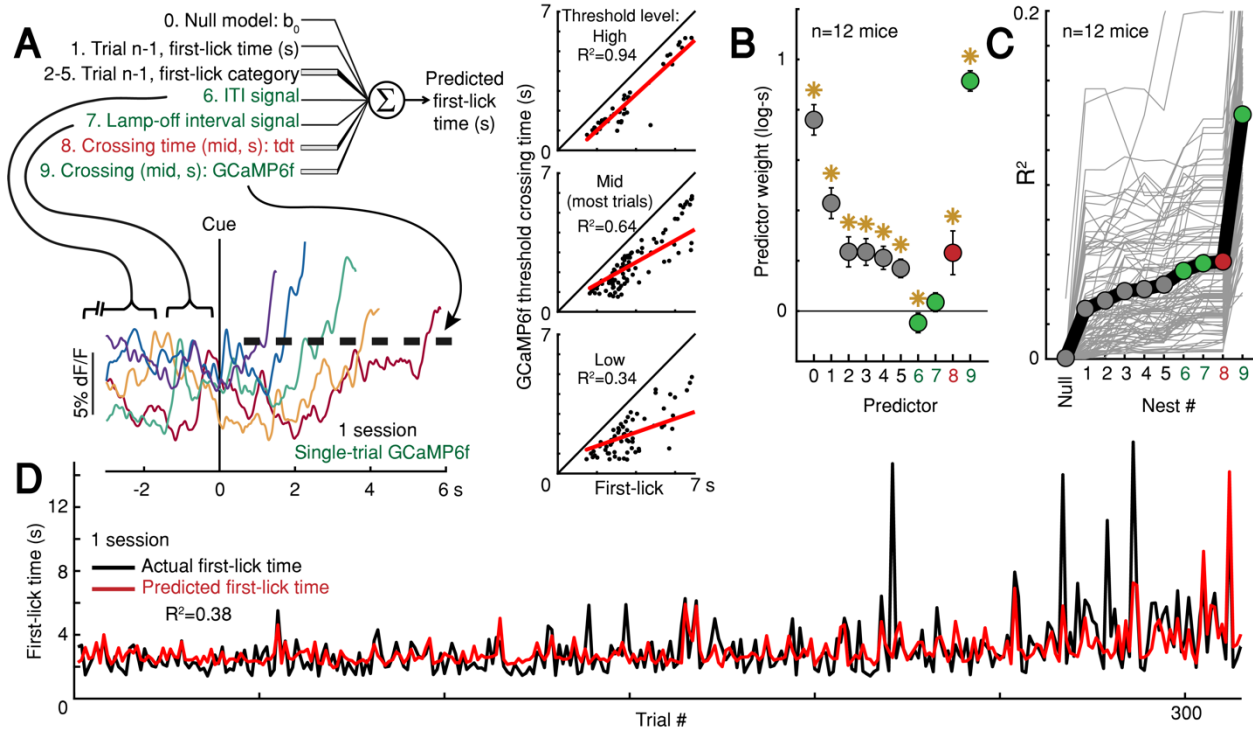 A
0. Null model: b0
1. Trial n-1, first-lick time (s)
2-5. Trial n-1, first-lick category
6. ITI signal
7. Lamp-off interval signal
8. Crossing time (mid, s): tdt
9. Crossing (mid, s): GCaMP6f
Σ
Predicted
first-lick
time (s)
Cue
5% dF/F
1 session
Single-trial GCaMP6f
-2 0 2 4 6 s
GCaMP6f threshold crossing time (s)
7
Threshold level:
High
R²=0.94
0
7
Mid
(most trials)
R²=0.64
0
7
Low
R²=0.34
0
First-lick
7 s
B
n=12 mice
Predictor weight (log-s)
1
0
0 1 2 3 4 5 6 7 8 9
Predictor
C
n=12 mice
0.2
R²
0
Null 1 2 3 4 5 6 7 8 9
Nest #
D
First-lick time (s)
12
8
4
0
1 session
Actual first-lick time
Predicted first-lick time
R²=0.38
Trial #
300